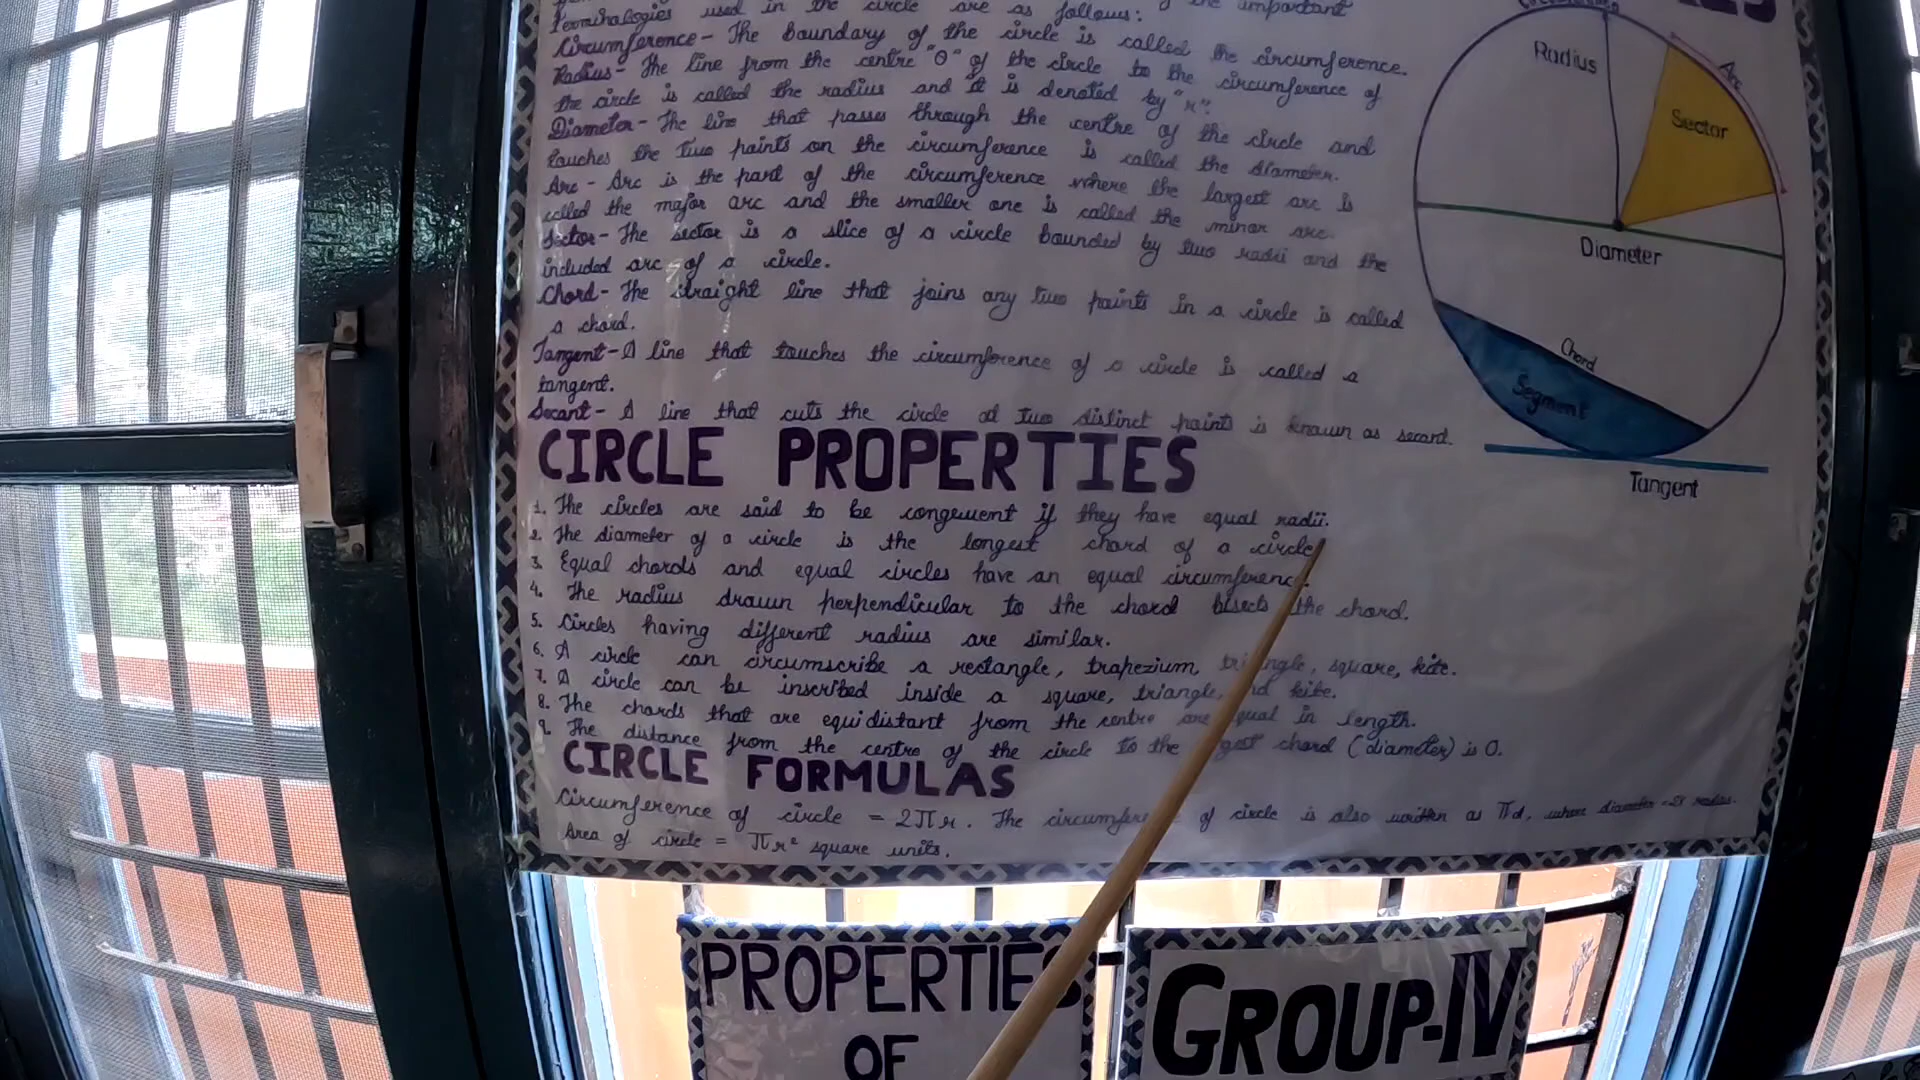 Terminologies used in the circle are as follows: of the important
Circumference - The boundary of the circle is called the circumference.
Radius - The line from the centre "O" of the circle to the circumference of
the circle is called the radius and it is denoted by "r".
Diameter - The line that passes through the centre of the circle and
touches the two points on the circumference is called the diameter.
Arc - Arc is the part of the circumference where the largest arc is
called the major arc and the smaller one is called the minor arc.
Sector - The sector is a slice of a circle bounded by two radii and the
included arc of a circle.
Chord - The straight line that joins any two points in a circle is called
a chord.
Tangent - A line that touches the circumference of a circle is called a
tangent.
Secant - A line that cuts the circle at two distinct points is known as secant.
CIRCLE PROPERTIES
1. The circles are said to be congruent if they have equal radii.
2. The diameter of a circle is the longest chord of a circle
3. Equal chords and equal circles have an equal circumference.
4. The radius drawn perpendicular to the chord bisects the chord.
5. Circles having different radius are similar.
6. A circle can circumscribe a rectangle, trapezium, triangle, square, kite.
7. A circle can be inscribed inside a square, triangle, and kite.
8. The chords that are equidistant from the centre are equal in length.
9. The distance from the centre of the circle to the longest chord (diameter) is 0.
CIRCLE FORMULAS
Circumference of circle = 2πr. The circumference of circle is also written as πd, where diameter = 2r radius.
Area of circle = πr² square units.
Radius
Arc
Sector
Diameter
Chord
Segment
Tangent
PROPERTIES
OF
GROUP-IV